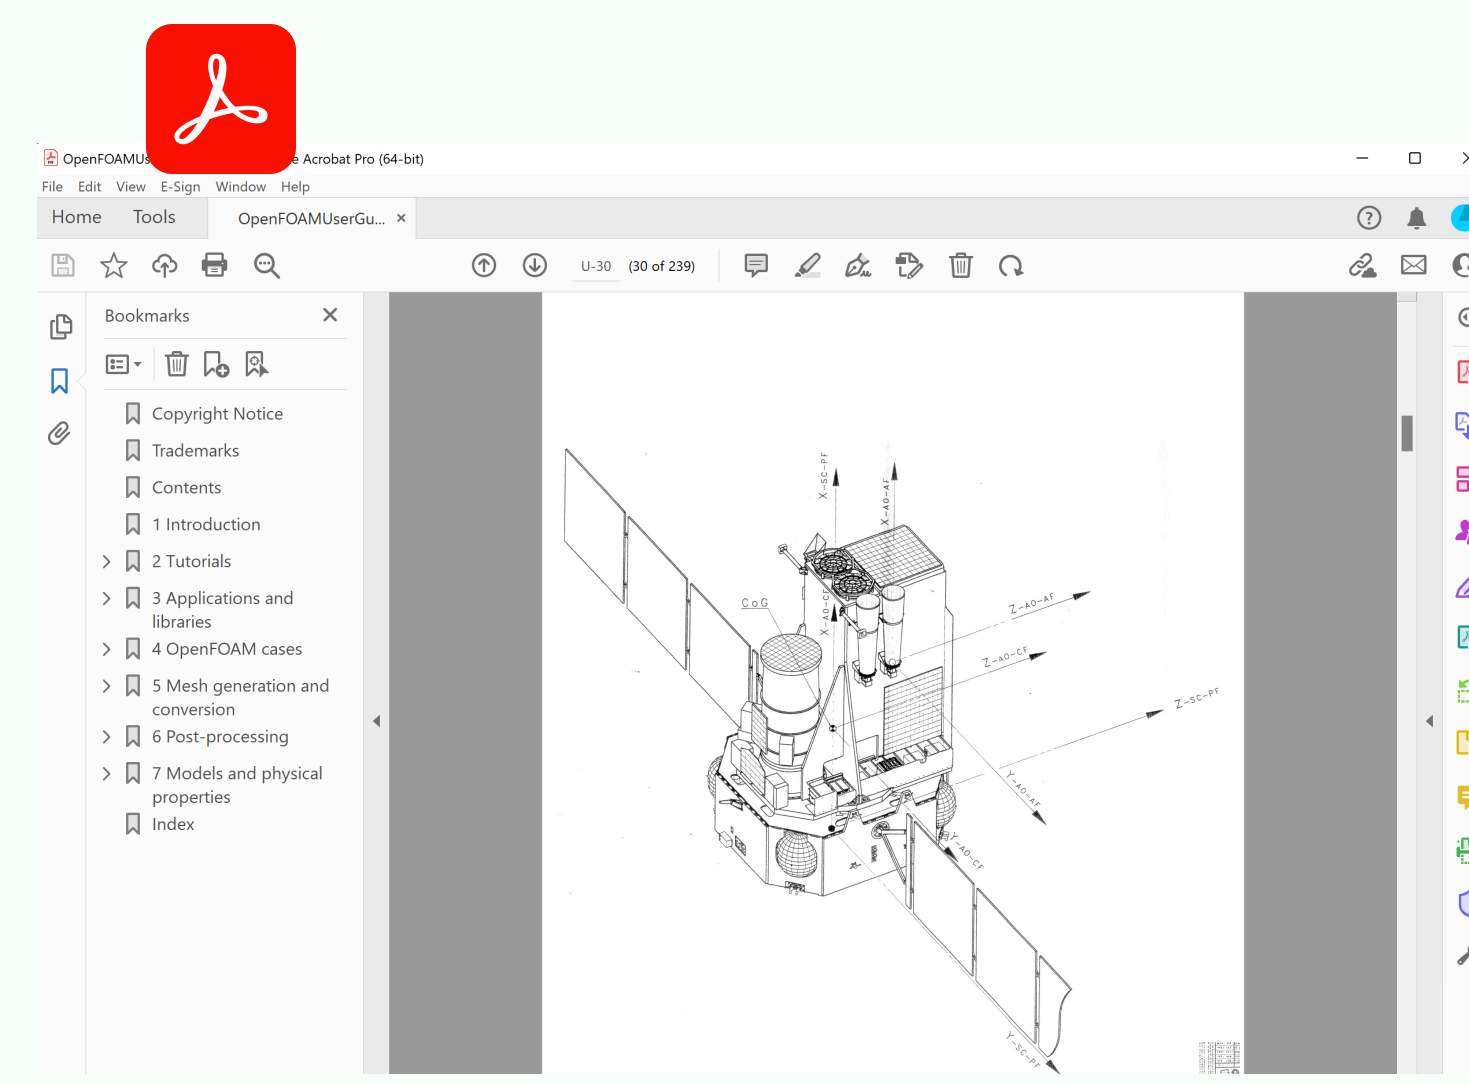 OpenFOAMUs
e Acrobat Pro (64-bit)
File Edit View E-Sign Window Help
Home Tools OpenFOAMUserGu... ×
U-30 (30 of 239)
Bookmarks
Copyright Notice
Trademarks
Contents
1 Introduction
2 Tutorials
3 Applications and
libraries
4 OpenFOAM cases
5 Mesh generation and
conversion
6 Post-processing
7 Models and physical
properties
Index
X-SC-PF
X-AO-AF
CoG
X-AO-CF
Z-AO-AF
Z-AO-CF
Z-SC-PF
Y-AO-AF
Y-AO-CF
Y-SC-PF